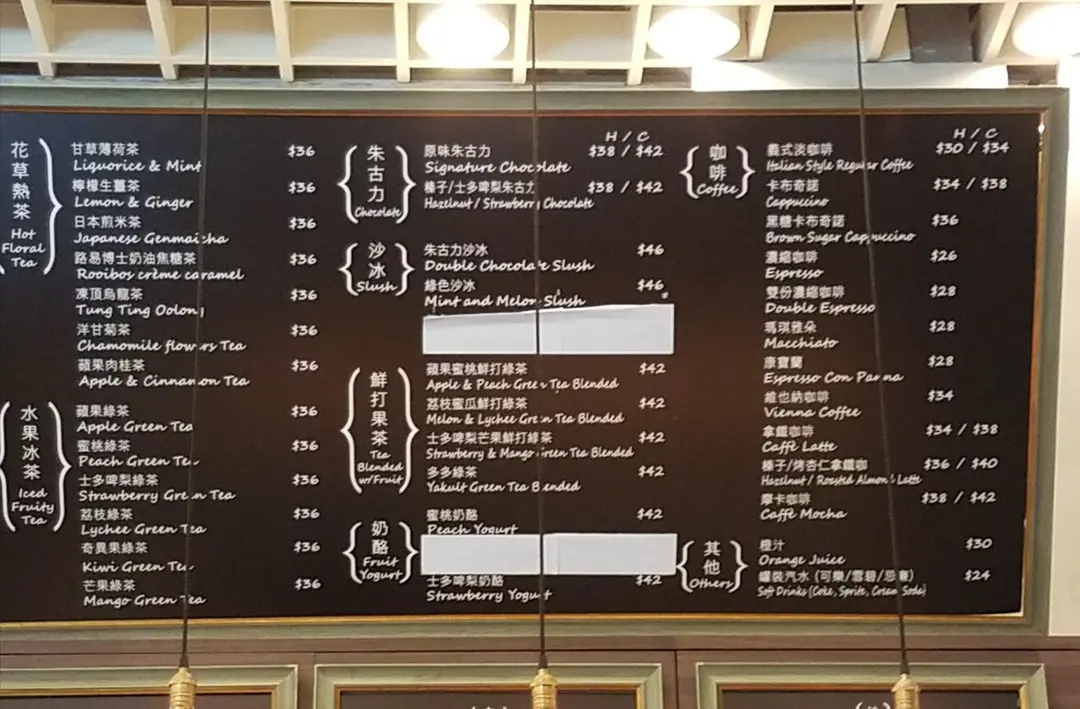 花草熱茶
Hot
Floral
Tea
甘草薄荷茶 $36
Liquorice & Mint
檸檬生薑茶 $36
Lemon & Ginger
日本煎米茶 $36
Japanese Genmaicha
路易博士奶油焦糖茶 $36
Rooibos crème caramel
凍頂烏龍茶 $36
Tung Ting Oolong
洋甘菊茶 $36
Chamomile flowers Tea
蘋果肉桂茶 $36
Apple & Cinnamon Tea
水果冰茶
Iced
Fruity
Tea
蘋果綠茶 $36
Apple Green Tea
蜜桃綠茶 $36
Peach Green Tea
士多啤梨綠茶 $36
Strawberry Green Tea
荔枝綠茶 $36
Lychee Green Tea
奇異果綠茶 $36
Kiwi Green Tea
芒果綠茶 $36
Mango Green Tea
朱古力
Chocolate
H / C
原味朱古力 $38 / $42
Signature Chocolate
榛子/士多啤梨朱古力 $38 / $42
Hazelnut / Strawberry Chocolate
沙冰
Slush
朱古力沙冰 $46
Double Chocolate Slush
綠色沙冰 $46
Mint and Melon Slush
鮮打果茶
Tea
Blended
w/Fruit
蘋果蜜桃鮮打綠茶 $42
Apple & Peach Green Tea Blended
荔枝蜜瓜鮮打綠茶 $42
Melon & Lychee Green Tea Blended
士多啤梨芒果鮮打綠茶 $42
Strawberry & Mango Green Tea Blended
多多綠茶 $42
Yakult Green Tea Blended
奶酪
Fruit
Yogurt
蜜桃奶酪 $42
Peach Yogurt
士多啤梨奶酪 $42
Strawberry Yogurt
咖啡
Coffee
H / C
義式淡咖啡 $30 / $34
Italian Style Regular Coffee
卡布奇諾 $34 / $38
Cappuccino
黑糖卡布奇諾 $36
Brown Sugar Cappuccino
濃縮咖啡 $26
Espresso
雙份濃縮咖啡 $28
Double Espresso
瑪琪雅朵 $28
Macchiato
康寶蘭 $28
Espresso Con Panna
維也納咖啡 $34
Vienna Coffee
拿鐵咖啡 $34 / $38
Caffè Latte
榛子/烤杏仁拿鐵咖 $36 / $40
Hazelnut / Roasted Almond Latte
摩卡咖啡 $38 / $42
Caffè Mocha
其他
Others
橙汁 $30
Orange Juice
罐裝汽水 (可樂/雪碧/忌廉) $24
Soft Drinks (Coke, Sprite, Cream Soda)